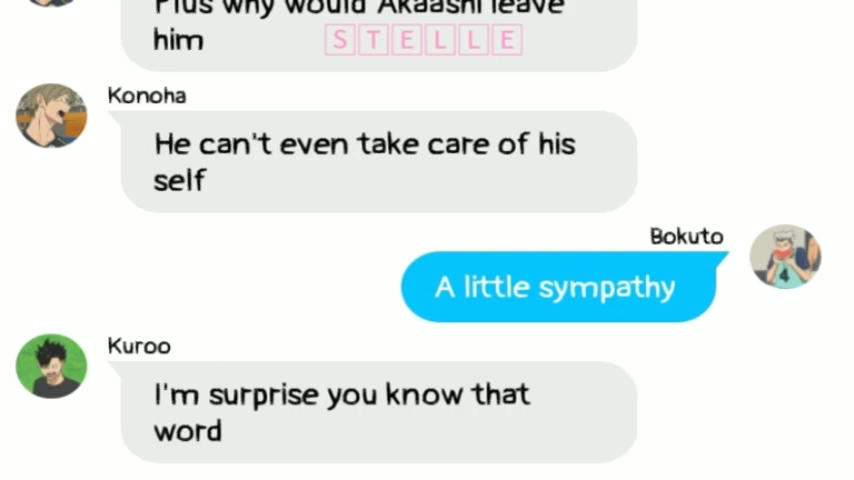 Plus why would Akaashi leave
him
STELLE
Konoha
He can't even take care of his
self
Bokuto
A little sympathy
4
Kuroo
I'm surprise you know that
word